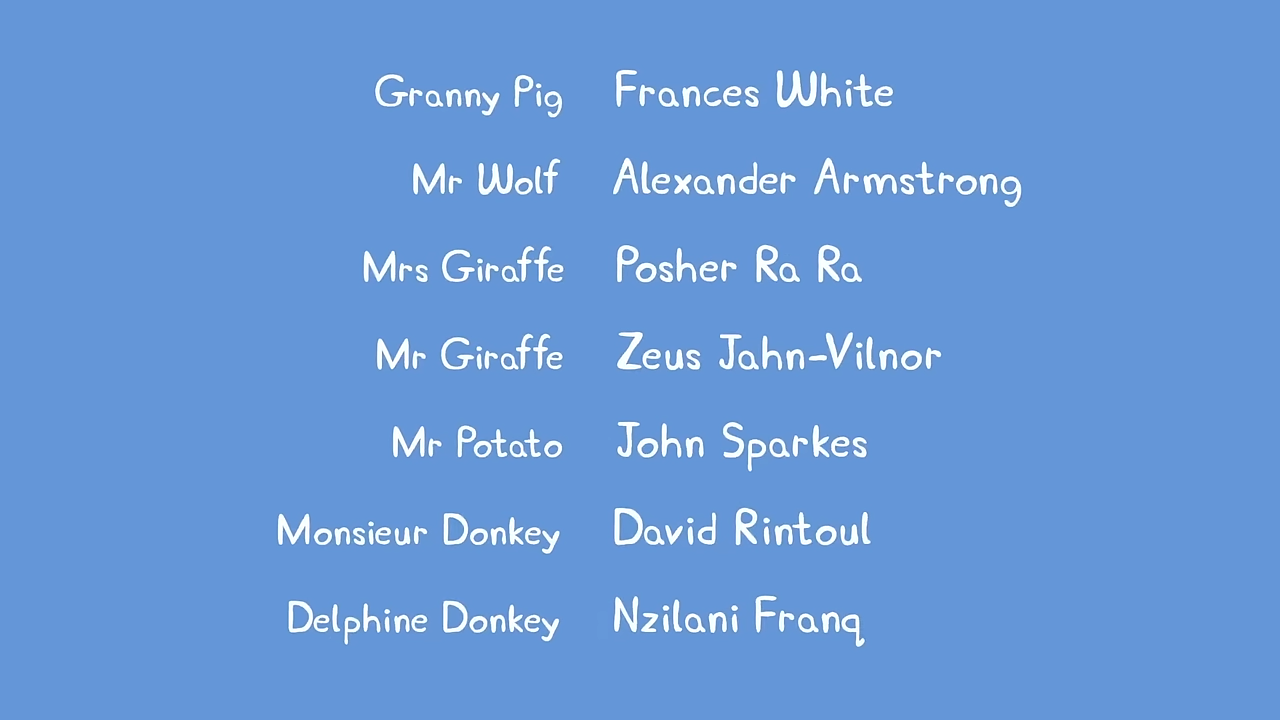 Granny Pig Frances White
Mr Wolf Alexander Armstrong
Mrs Giraffe Posher Ra Ra
Mr Giraffe Zeus Jahn-Vilnor
Mr Potato John Sparkes
Monsieur Donkey David Rintoul
Delphine Donkey Nzilani Franq